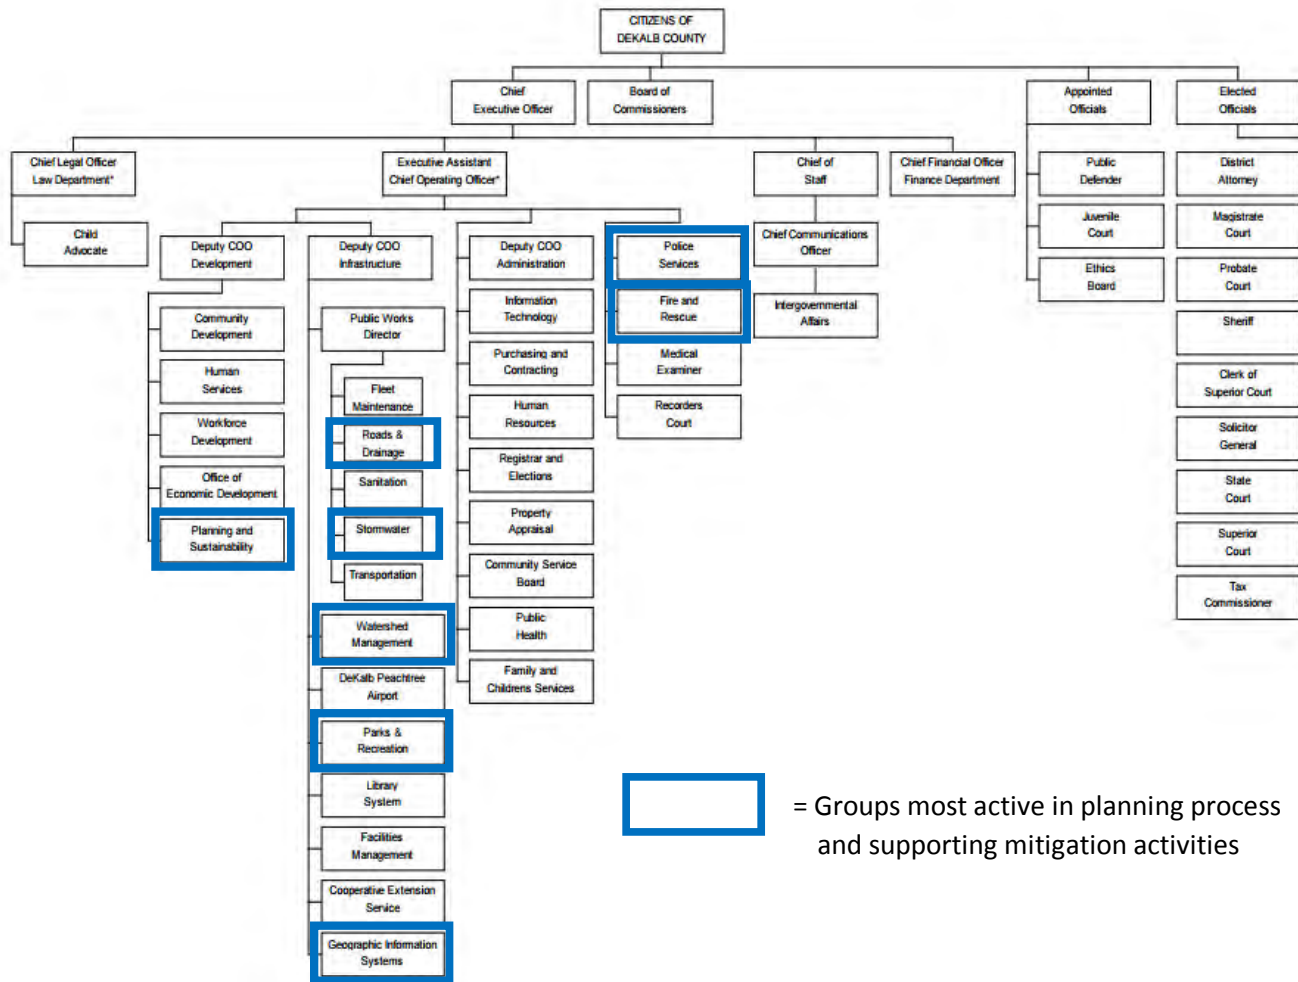 CITIZENS OF
DEKALB COUNTY
Chief
Executive Officer
Board of
Commissioners
Appointed
Officials
Elected
Officials
Chief Legal Officer
Law Department*
Executive Assistant
Chief Operating Officer*
Chief of
Staff
Chief Financial Officer
Finance Department
Child
Advocate
Deputy COO
Development
Community
Development
Human
Services
Workforce
Development
Office of
Economic Development
Planning and
Sustainability
Deputy COO
Infrastructure
Public Works
Director
Fleet
Maintenance
Roads &
Drainage
Sanitation
Stormwater
Transportation
Watershed
Management
DeKalb Peachtree
Airport
Parks &
Recreation
Library
System
Facilities
Management
Cooperative Extension
Service
Geographic Information
Systems
Deputy COO
Administration
Information
Technology
Purchasing and
Contracting
Human
Resources
Registrar and
Elections
Property
Appraisal
Community Service
Board
Public
Health
Family and
Childrens Services
Police
Services
Fire and
Rescue
Medical
Examiner
Recorders
Court
Chief Communications
Officer
Intergovernmental
Affairs
Public
Defender
Juvenile
Court
Ethics
Board
District
Attorney
Magistrate
Court
Probate
Court
Sheriff
Clerk of
Superior Court
Solicitor
General
State
Court
Superior
Court
Tax
Commissioner
= Groups most active in planning process
and supporting mitigation activities